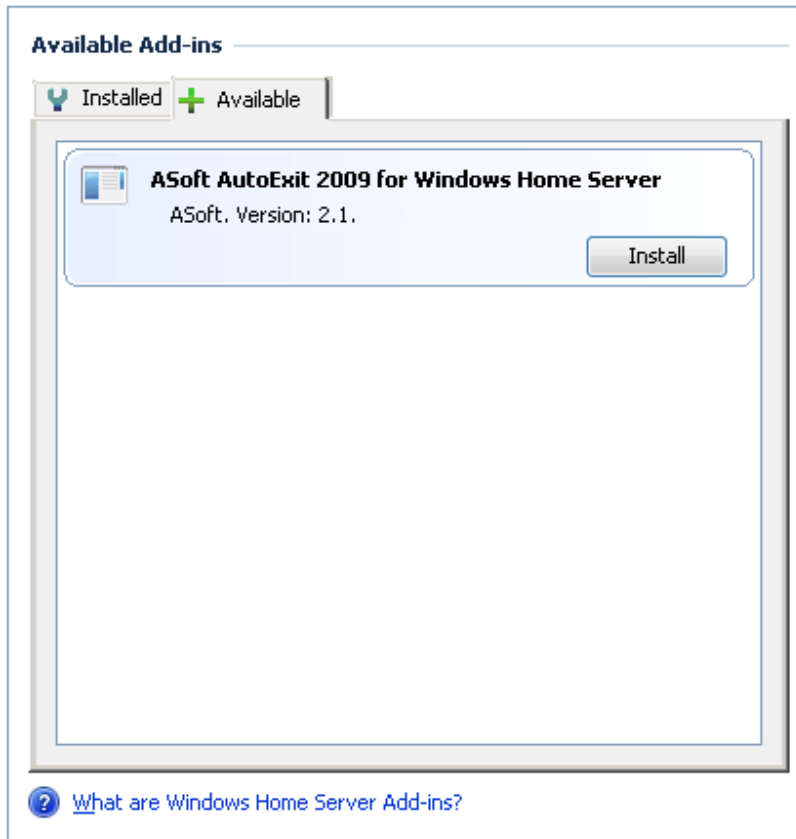 Available Add-ins
Installed
Available
ASoft AutoExit 2009 for Windows Home Server
ASoft. Version: 2.1.
Install
What are Windows Home Server Add-ins?